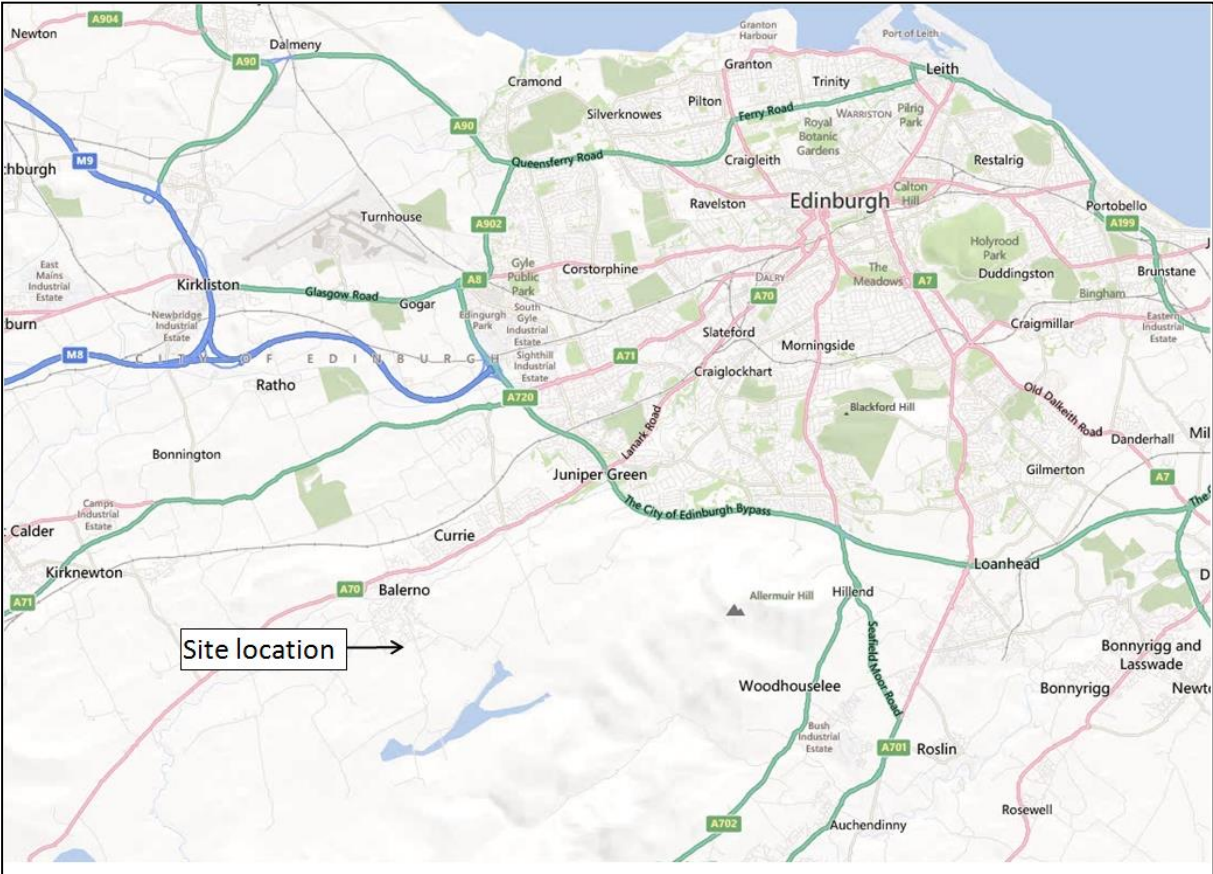 A904
Newton
Dalmeny
A90
Granton
Harbour
Port of Leith
Granton
Leith
Cramond
Trinity
Pilton
Silverknowes
Ferry Road
WARRISTON
Pilrig
Park
A90
Royal
Botanic
Gardens
M9
Queensferry Road
Craigleith
Restalrig
hburgh
Calton
Hill
Edinburgh
Ravelston
Portobello
Turnhouse
A902
A199
Holyrood
Park
East
Mains
Industrial
Estate
Gyle
Public
Park
Corstorphine
The
Meadows
Duddingston
Brunstane
A8
DALRY
A7
Kirkliston
Glasgow Road
Gogar
A70
Bingham
burn
Newbridge
Industrial
Estate
Edingurgh
Park
South
Gyle
Industrial
Estate
Slateford
Craigmillar
Eastern
Industrial
Estate
Morningside
M8
CITY OF EDINBURGH
Sighthill
Industrial
Estate
A71
Craiglockhart
Ratho
A720
Old Dalkeith Road
Blackford Hill
Lanark Road
Danderhall
Mil
Bonnington
Juniper Green
Gilmerton
A7
Camps
Industrial
Estate
The City of Edinburgh Bypass
The C
Calder
Currie
Kirknewton
Loanhead
A71
A70
Balerno
Allermuir Hill
Hillend
D
Site location
Seafield Moor Road
Bonnyrigg and
Lasswade
Woodhouselee
Bonnyrigg
Newt
Bush
Industrial
Estate
A701
Roslin
Rosewell
A702
Auchendinny